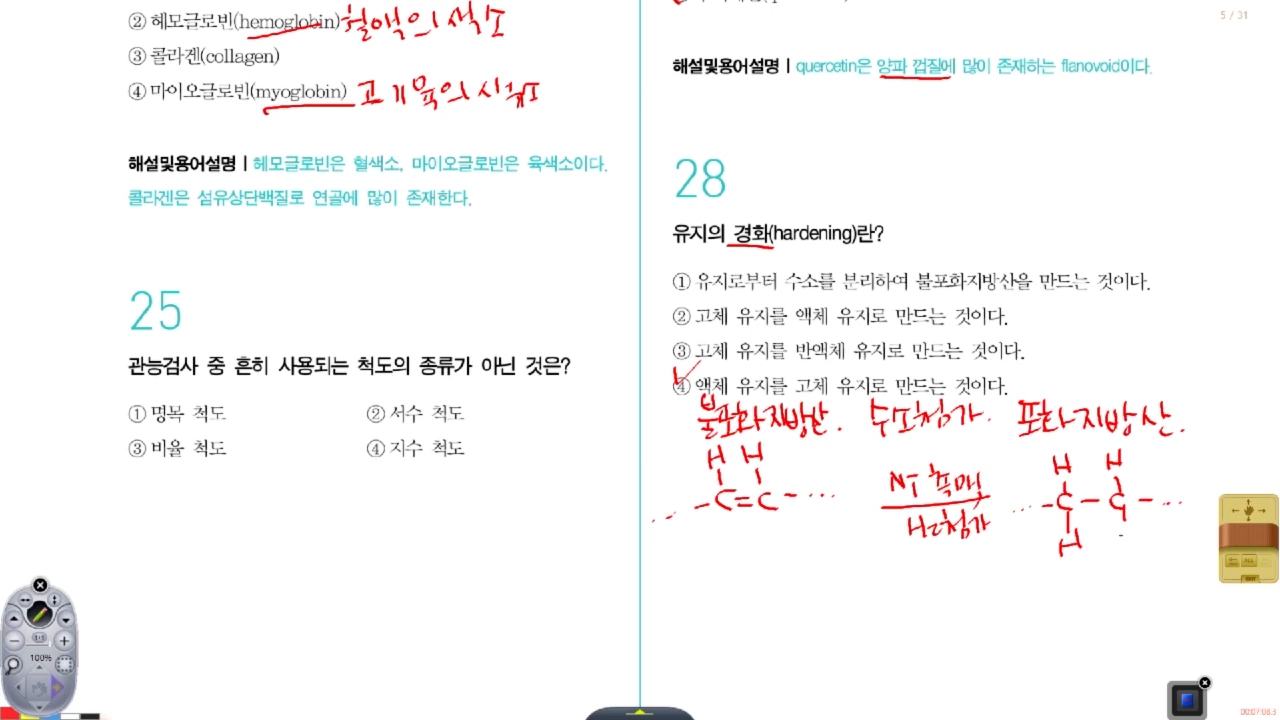 ② 헤모글로빈(hemoglobin) 혈액의 색소
③ 콜라겐(collagen)
④ 마이오글로빈(myoglobin) 고기 육의 색소
해설및용어설명 | 헤모글로빈은 혈색소, 마이오글로빈은 육색소이다.
콜라겐은 섬유상단백질로 연골에 많이 존재한다.
25
관능검사 중 흔히 사용되는 척도의 종류가 아닌 것은?
① 명목 척도 ② 서수 척도
③ 비율 척도 ④ 지수 척도
5 / 31
해설및용어설명 | quercetin은 양파 껍질에 많이 존재하는 flanovoid이다.
28
유지의 경화(hardening)란?
① 유지로부터 수소를 분리하여 불포화지방산을 만드는 것이다.
② 고체 유지를 액체 유지로 만드는 것이다.
③ 고체 유지를 반액체 유지로 만드는 것이다.
④ 액체 유지를 고체 유지로 만드는 것이다.
불포화지방산. 수소첨가. 포화지방산.
H H Ni 촉매 H H
... -C=C- ... H2첨가 ... -C-C- ...
H
100%
00:07:08.3